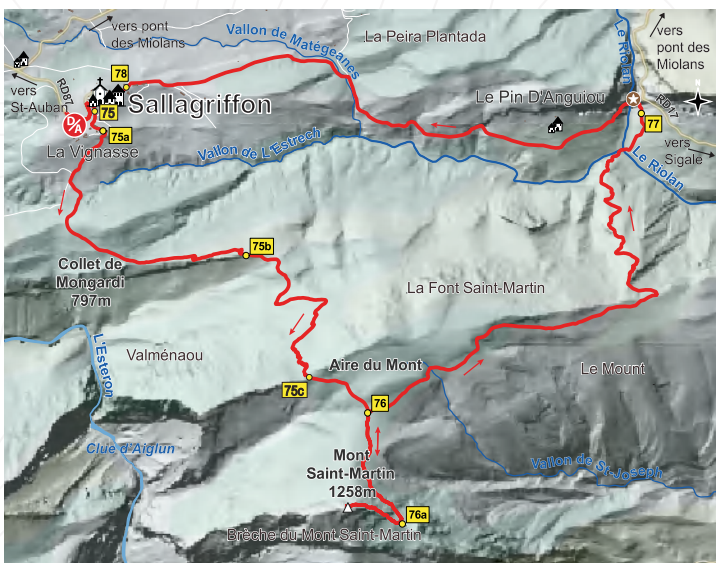 vers pont
des Miolans
Vallon de Matégeanes
La Peira Plantada
Le Riolan
vers
pont des
Miolans
78
RD87
vers
St-Auban
Sallagriffon
Le Pin D'Anguiou
RD17
D/A
75
75a
77
La Vignasse
Vallon de L'Estrech
vers
Sigale
Le Riolan
75b
Collet de
Mongardi
797m
La Font Saint-Martin
L'Esteron
Valménaou
Aire du Mont
Le Mount
75c
76
Clue d'Aiglun
Mont
Saint-Martin
1258m
Vallon de St-Joseph
76a
Brèche du Mont Saint-Martin